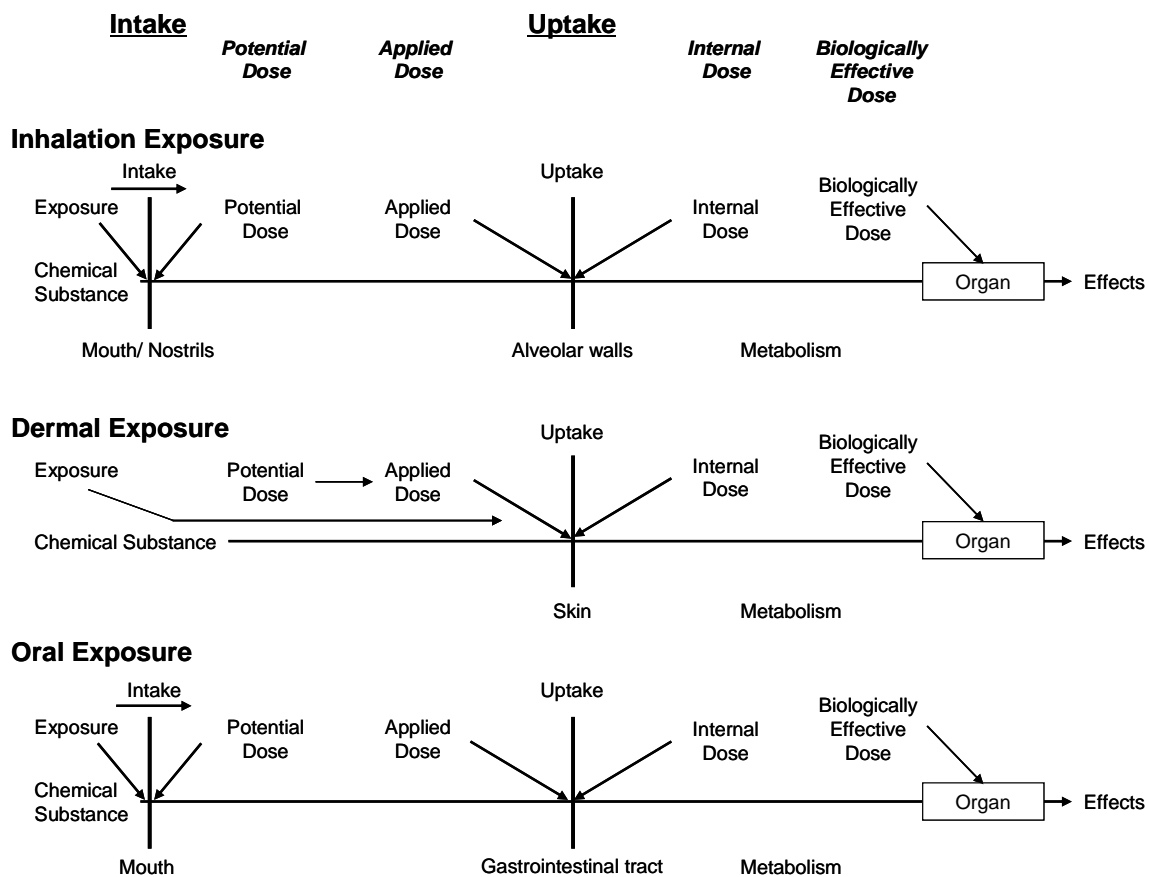 Intake
Uptake
Potential
Dose
Applied
Dose
Internal
Dose
Biologically
Effective
Dose
Inhalation Exposure
Intake
Uptake
Exposure
Potential
Dose
Applied
Dose
Internal
Dose
Biologically
Effective
Dose
Chemical
Substance
Organ
Effects
Mouth/ Nostrils
Alveolar walls
Metabolism
Dermal Exposure
Uptake
Exposure
Potential
Dose
Applied
Dose
Internal
Dose
Biologically
Effective
Dose
Chemical Substance
Organ
Effects
Skin
Metabolism
Oral Exposure
Intake
Uptake
Exposure
Potential
Dose
Applied
Dose
Internal
Dose
Biologically
Effective
Dose
Chemical
Substance
Organ
Effects
Mouth
Gastrointestinal tract
Metabolism